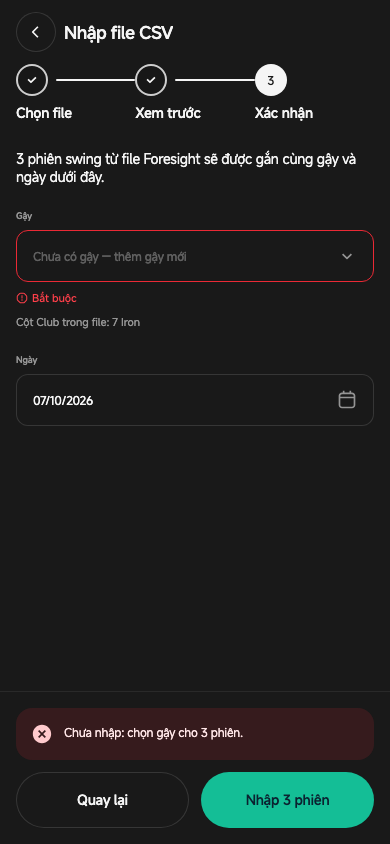 Nhập file CSV
3
Chọn file
Xem trước
Xác nhận
3 phiên swing từ file Foresight sẽ được gắn cùng gậy và
ngày dưới đây.
Gậy
Chưa có gậy — thêm gậy mới
Bắt buộc
Cột Club trong file: 7 Iron
Ngày
07/10/2026
Chưa nhập: chọn gậy cho 3 phiên.
Quay lại
Nhập 3 phiên